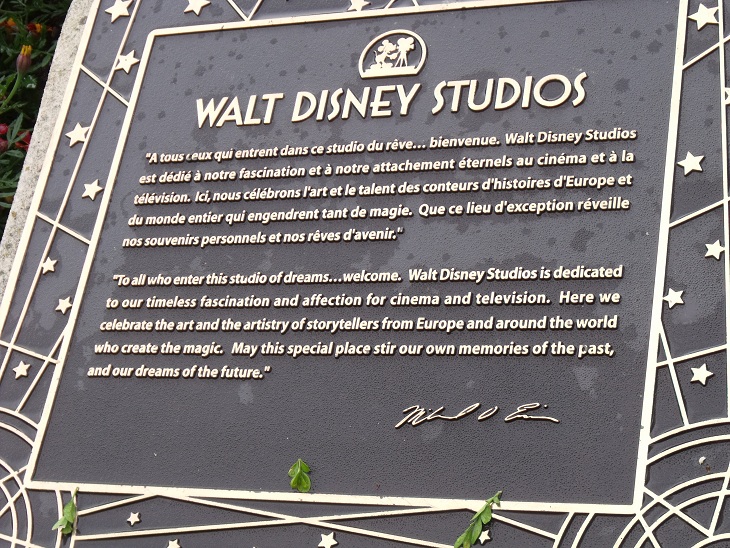 WALT DISNEY STUDIOS
"A tous ceux qui entrent dans ce studio du rêve... bienvenue. Walt Disney Studios
est dédié à notre fascination et à notre attachement éternels au cinéma et à la
télévision. Ici, nous célébrons l'art et le talent des conteurs d'histoires d'Europe et
du monde entier qui engendrent tant de magie. Que ce lieu d'exception réveille
nos souvenirs personnels et nos rêves d'avenir."
"To all who enter this studio of dreams...welcome. Walt Disney Studios is dedicated
to our timeless fascination and affection for cinema and television. Here we
celebrate the art and the artistry of storytellers from Europe and around the world
who create the magic. May this special place stir our own memories of the past,
and our dreams of the future."
Michael D Eisner